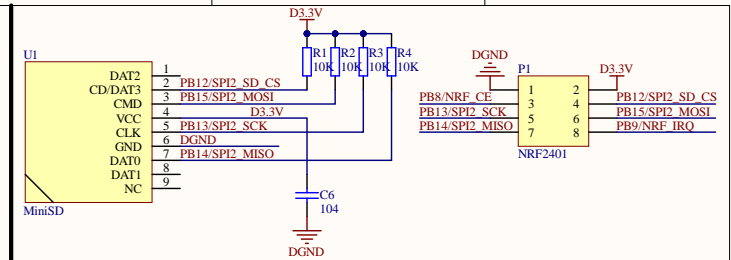 D3.3V
U1
R1 R2 R3 R4
10K 10K 10K 10K
DAT2 1
CD/DAT3 2 PB12/SPI2_SD_CS
CMD 3 PB15/SPI2_MOSI
VCC 4 D3.3V
CLK 5 PB13/SPI2_SCK
GND 6 DGND
DAT0 7 PB14/SPI2_MISO
DAT1 8
NC 9
MiniSD
C6
104
DGND
DGND
P1
D3.3V
1 2
PB8/NRF_CE 3 4 PB12/SPI2_SD_CS
PB13/SPI2_SCK 5 6 PB15/SPI2_MOSI
PB14/SPI2_MISO 7 8 PB9/NRF_IRQ
NRF2401